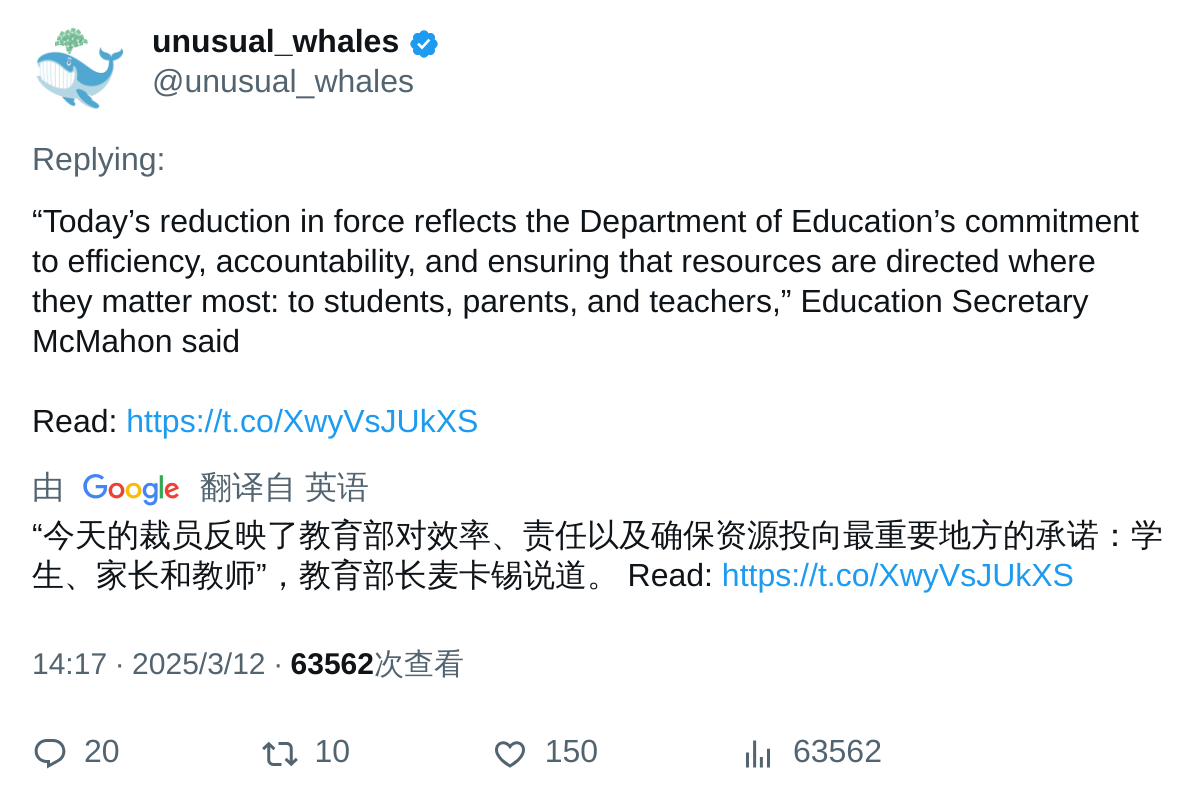 unusual_whales
@unusual_whales
Replying:
“Today’s reduction in force reflects the Department of Education’s commitment
to efficiency, accountability, and ensuring that resources are directed where
they matter most: to students, parents, and teachers,” Education Secretary
McMahon said
Read: https://t.co/XwyVsJUkXS
由 Google 翻译自 英语
“今天的裁员反映了教育部对效率、责任以及确保资源投向最重要地方的承诺：学
生、家长和教师”，教育部长麦卡锡说道。 Read: https://t.co/XwyVsJUkXS
14:17 · 2025/3/12 · 63562次查看
20 10 150 63562